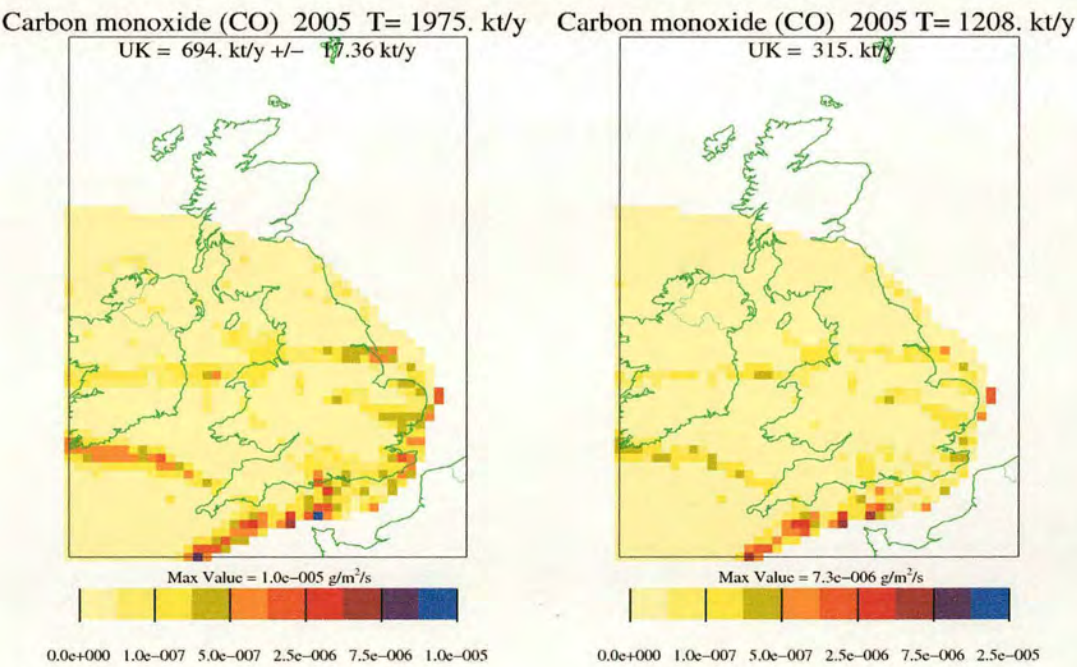 Carbon monoxide (CO) 2005 T= 1975. kt/y
UK = 694. kt/y +/− 17.36 kt/y
Max Value = 1.0e−005 g/m²/s
0.0e+000 1.0e−007 5.0e−007 2.5e−006 7.5e−006 1.0e−005
Carbon monoxide (CO) 2005 T= 1208. kt/y
UK = 315. kt/y
Max Value = 7.3e−006 g/m²/s
0.0e+000 1.0e−007 5.0e−007 2.5e−006 7.5e−006 2.5e−005